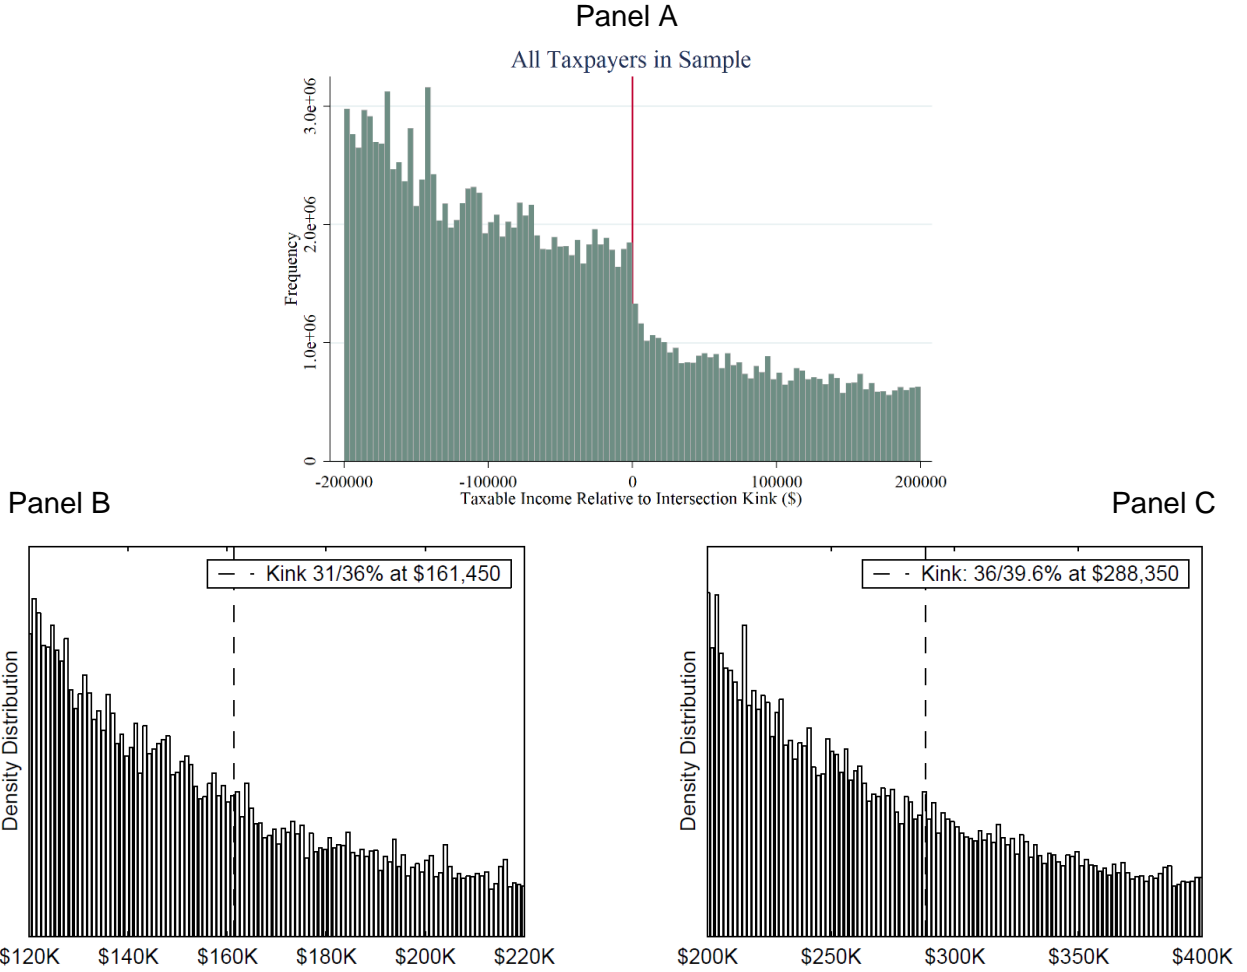 Panel A
All Taxpayers in Sample
Frequency
3.0e+06
2.0e+06
1.0e+06
0
-200000 -100000 0 100000 200000
Taxable Income Relative to Intersection Kink ($)
Panel B
Kink 31/36% at $161,450
Density Distribution
$120K $140K $160K $180K $200K $220K
Panel C
Kink: 36/39.6% at $288,350
Density Distribution
$200K $250K $300K $350K $400K